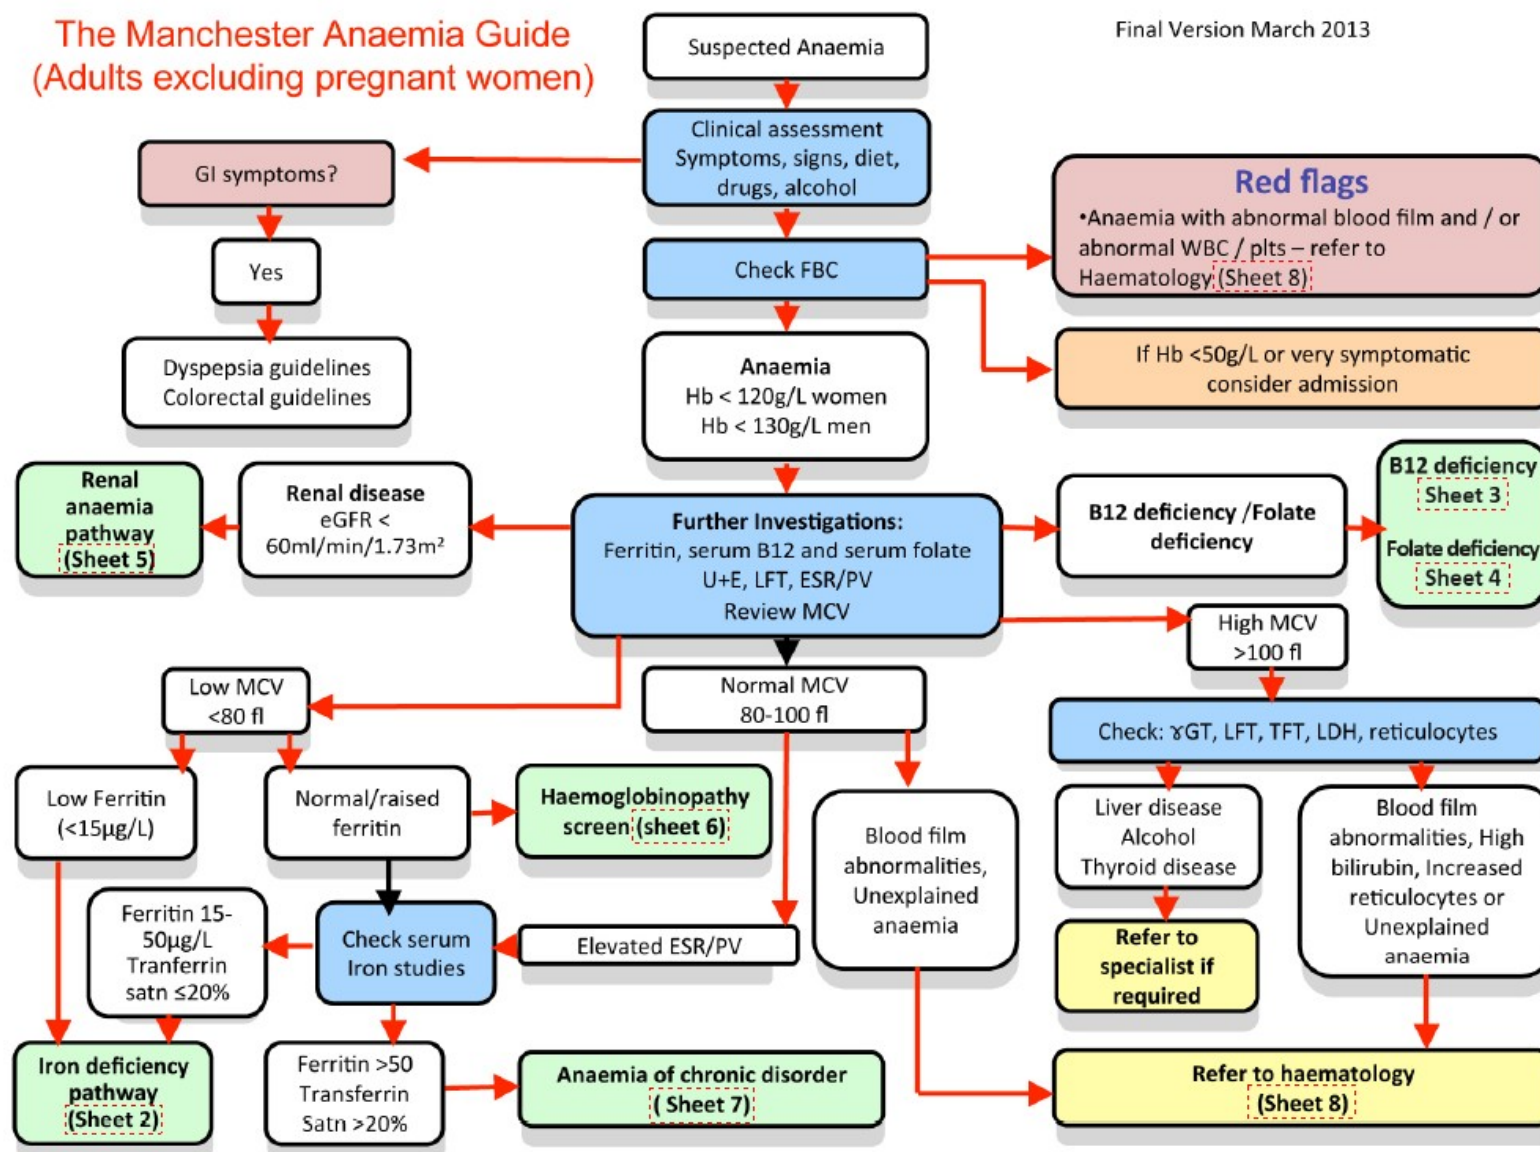 The Manchester Anaemia Guide
(Adults excluding pregnant women)
Final Version March 2013
Suspected Anaemia
Clinical assessment
Symptoms, signs, diet,
drugs, alcohol
GI symptoms?
Yes
Dyspepsia guidelines
Colorectal guidelines
Check FBC
Red flags
•Anaemia with abnormal blood film and / or
abnormal WBC / plts – refer to
Haematology (Sheet 8)
If Hb <50g/L or very symptomatic
consider admission
Anaemia
Hb < 120g/L women
Hb < 130g/L men
Renal
anaemia
pathway
(Sheet 5)
Renal disease
eGFR <
60ml/min/1.73m²
Further Investigations:
Ferritin, serum B12 and serum folate
U+E, LFT, ESR/PV
Review MCV
B12 deficiency /Folate
deficiency
B12 deficiency
Sheet 3
Folate deficiency
Sheet 4
Low MCV
<80 fl
Normal MCV
80-100 fl
High MCV
>100 fl
Check: ɤGT, LFT, TFT, LDH, reticulocytes
Low Ferritin
(<15µg/L)
Normal/raised
ferritin
Haemoglobinopathy
screen (sheet 6)
Blood film
abnormalities,
Unexplained
anaemia
Liver disease
Alcohol
Thyroid disease
Blood film
abnormalities, High
bilirubin, Increased
reticulocytes or
Unexplained
anaemia
Ferritin 15-
50µg/L
Tranferrin
satn ≤20%
Check serum
Iron studies
Elevated ESR/PV
Refer to
specialist if
required
Iron deficiency
pathway
(Sheet 2)
Ferritin >50
Transferrin
Satn >20%
Anaemia of chronic disorder
( Sheet 7)
Refer to haematology
(Sheet 8)